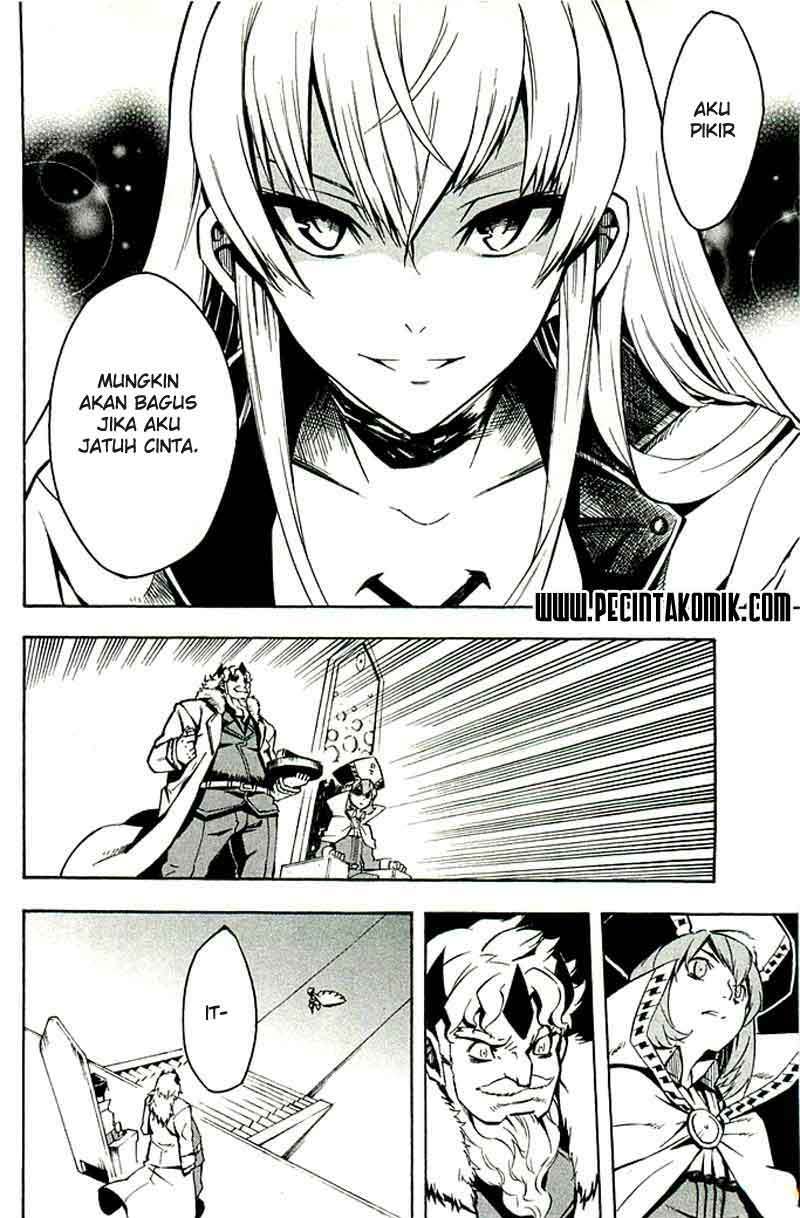 AKU
PIKIR
MUNGKIN
AKAN BAGUS
JIKA AKU
JATUH CINTA.
WWW.PECINTAKOMIK.COM
IT-